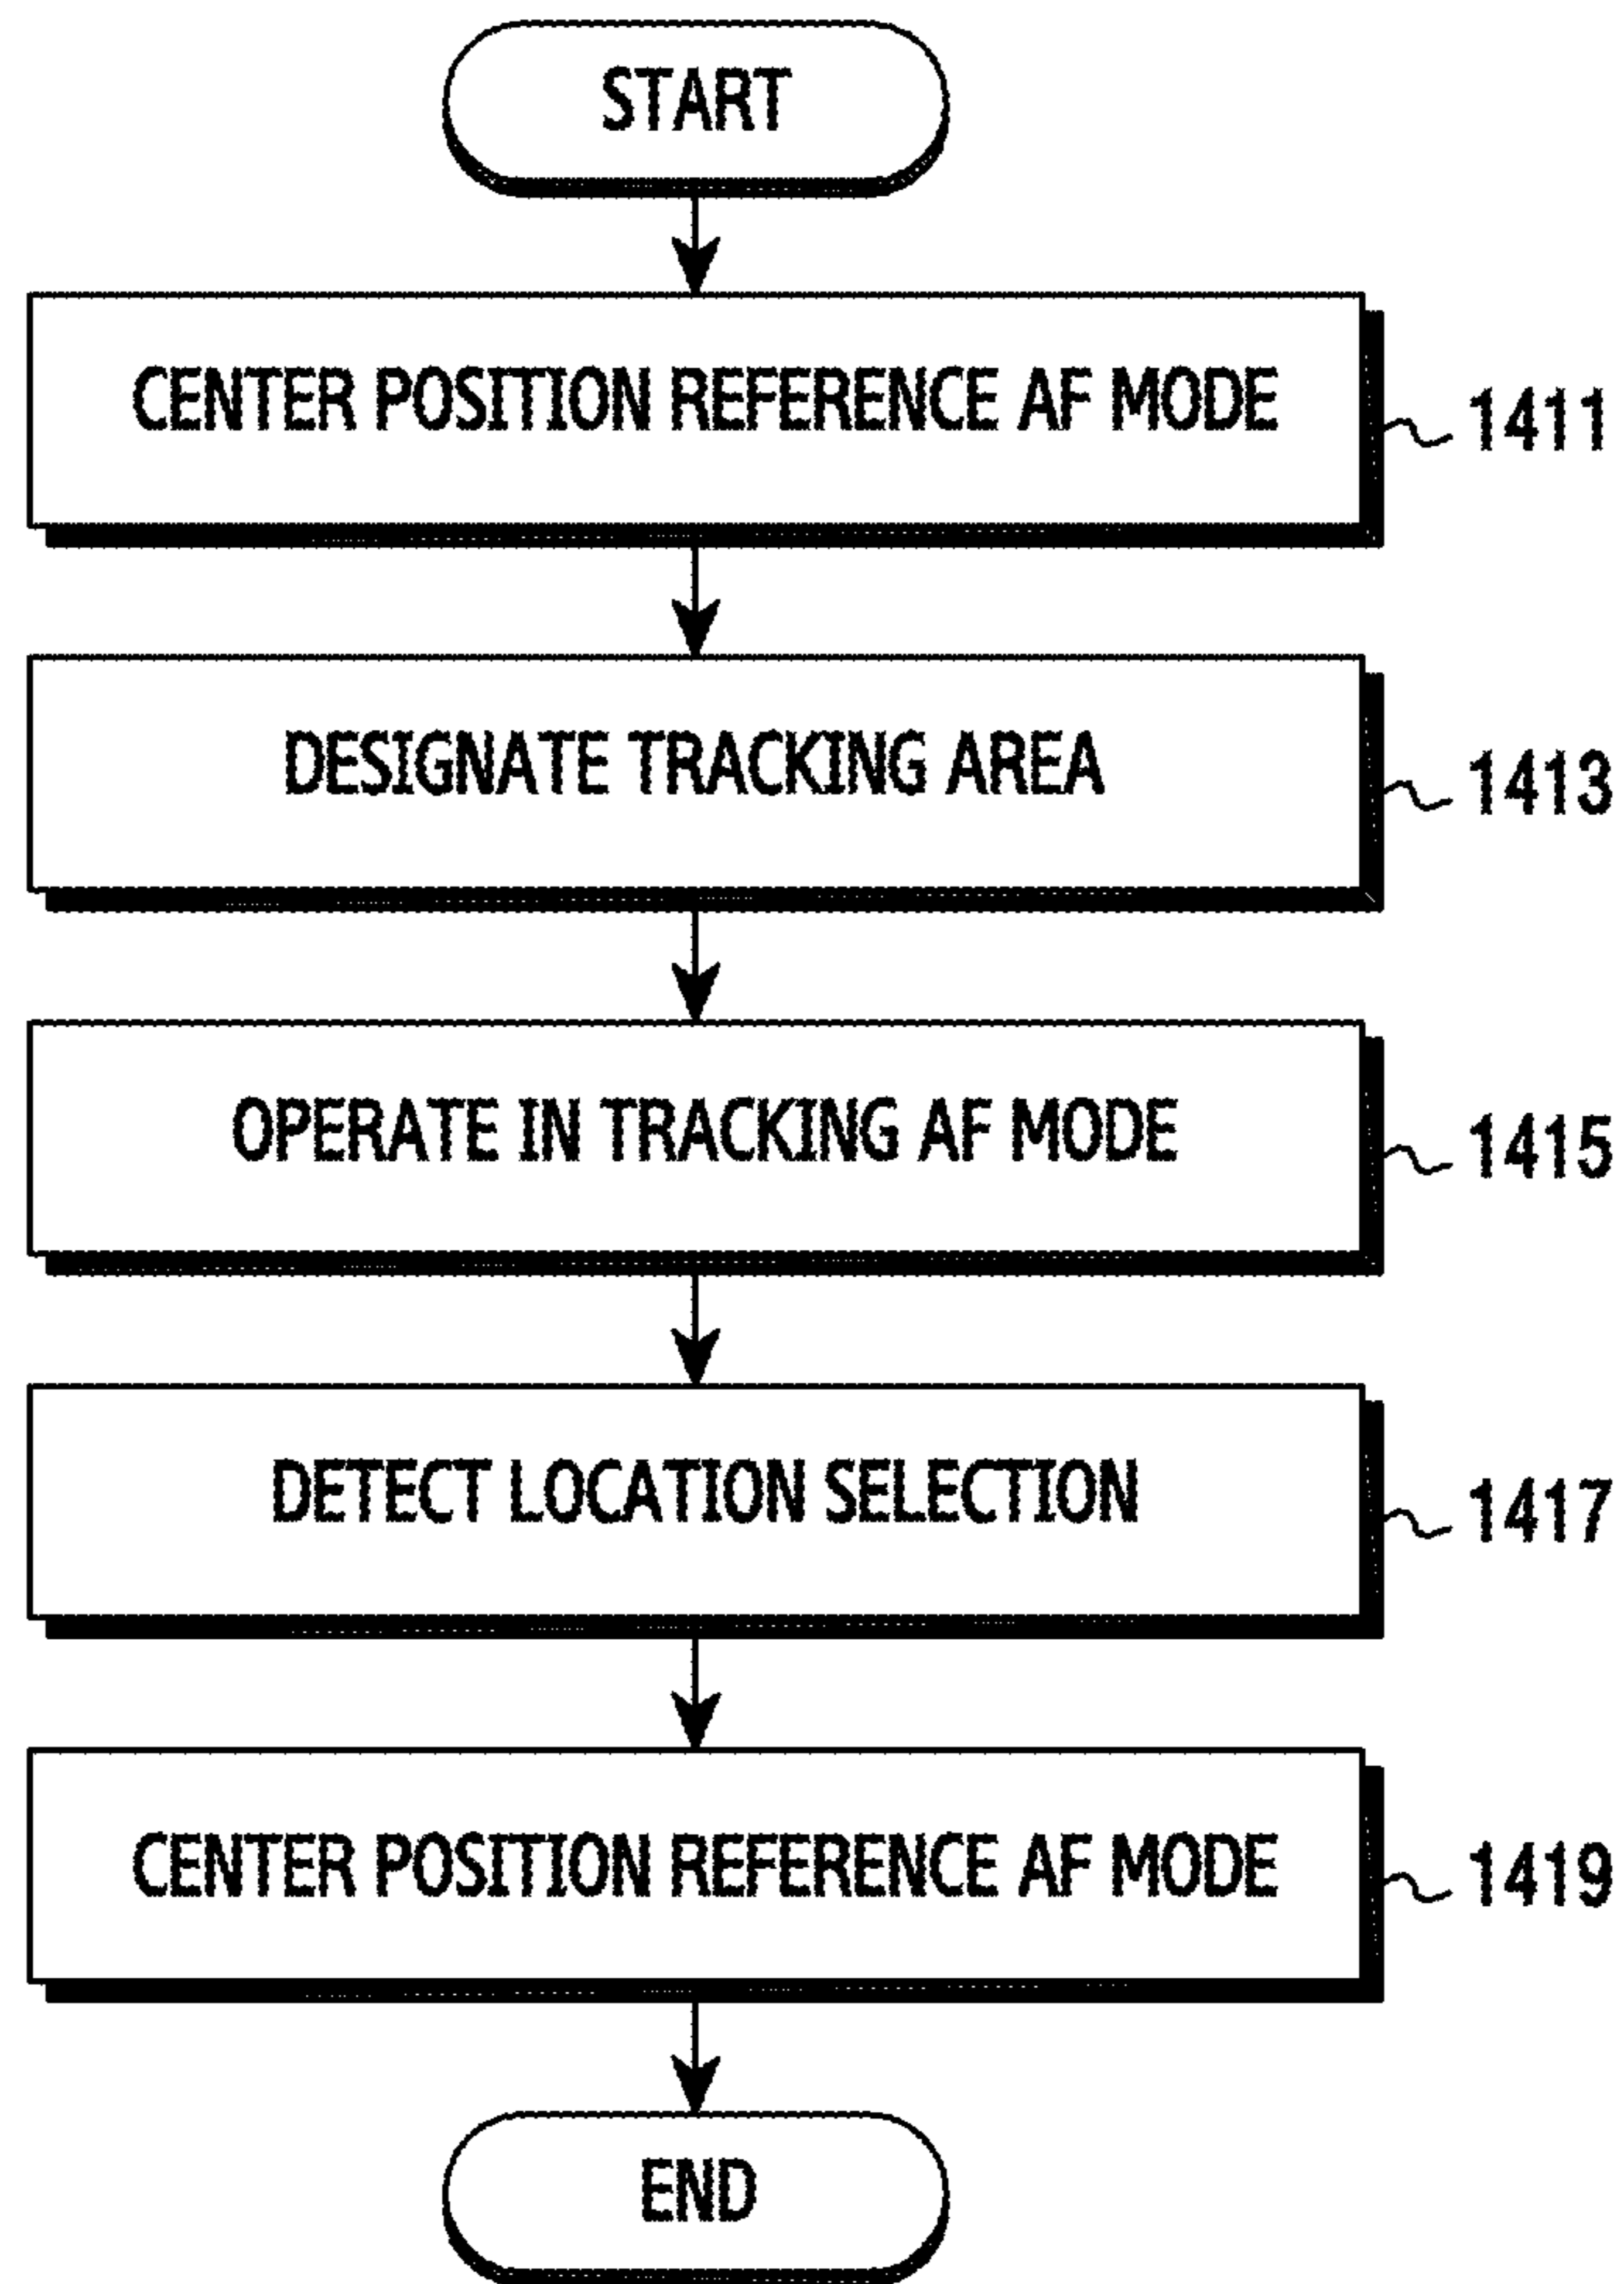 START
CENTER POSITION REFERENCE AF MODE
1411
DESIGNATE TRACKING AREA
1413
OPERATE IN TRACKING AF MODE
1415
DETECT LOCATION SELECTION
1417
CENTER POSITION REFERENCE AF MODE
1419
END